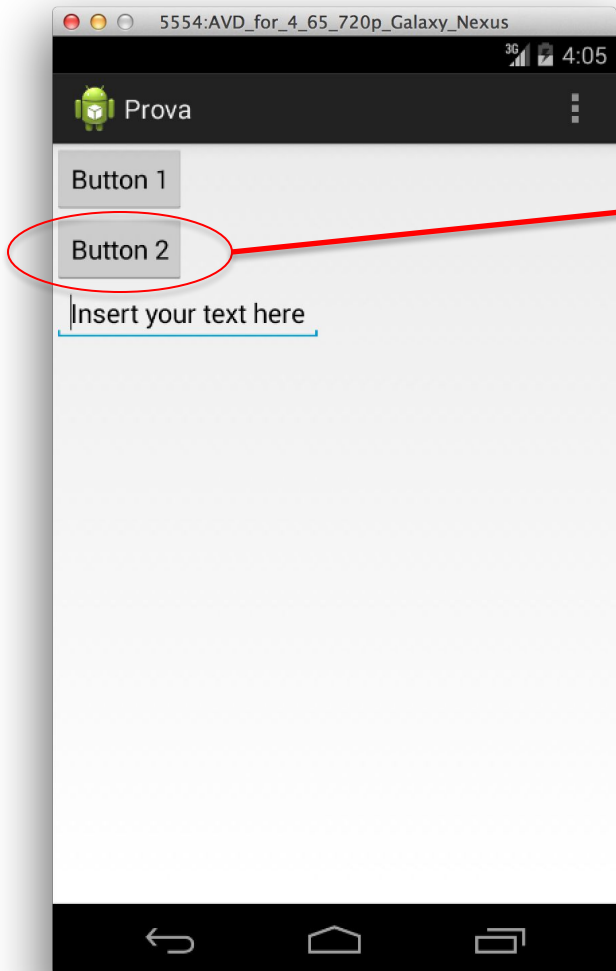 5554:AVD_for_4_65_720p_Galaxy_Nexus
3G 4:05
Prova
Button 1
Button 2
Insert your text here